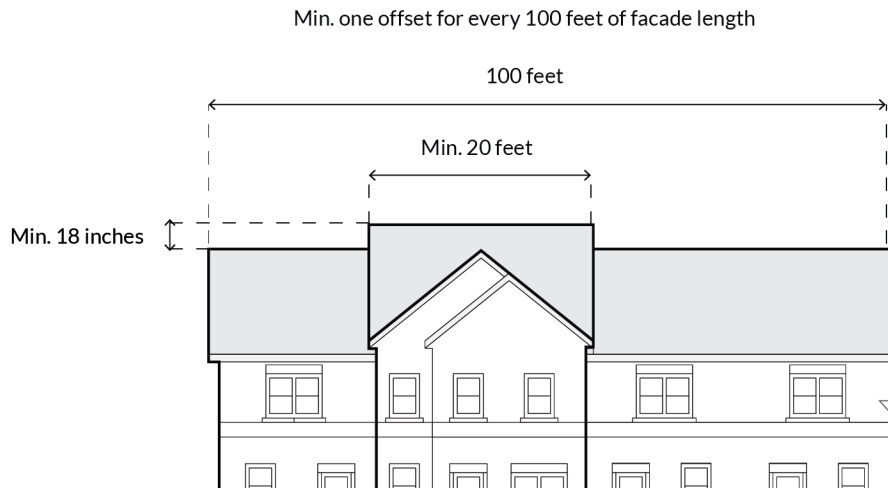 Min. one offset for every 100 feet of facade length
100 feet
Min. 20 feet
Min. 18 inches